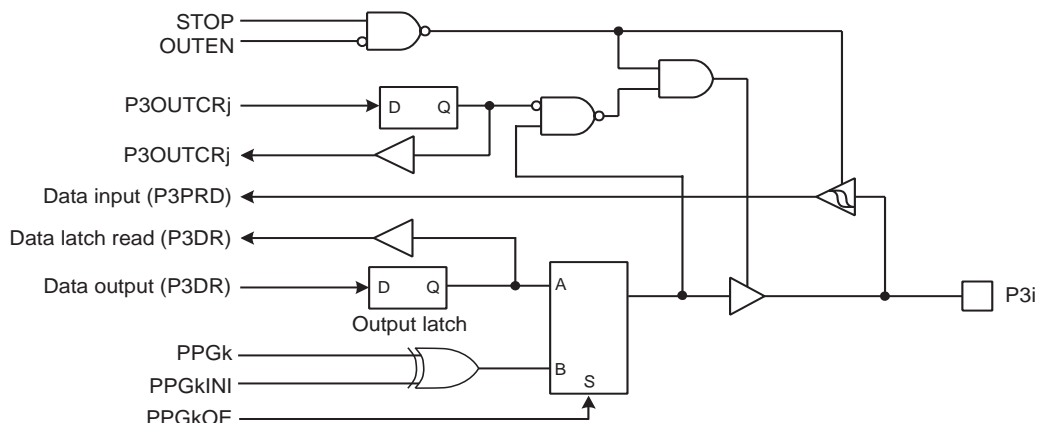 STOP
OUTEN
P3OUTCRj
D Q
P3OUTCRj
Data input (P3PRD)
Data latch read (P3DR)
Data output (P3DR)
D Q
A
P3i
Output latch
PPGk
B
PPGkINI
S